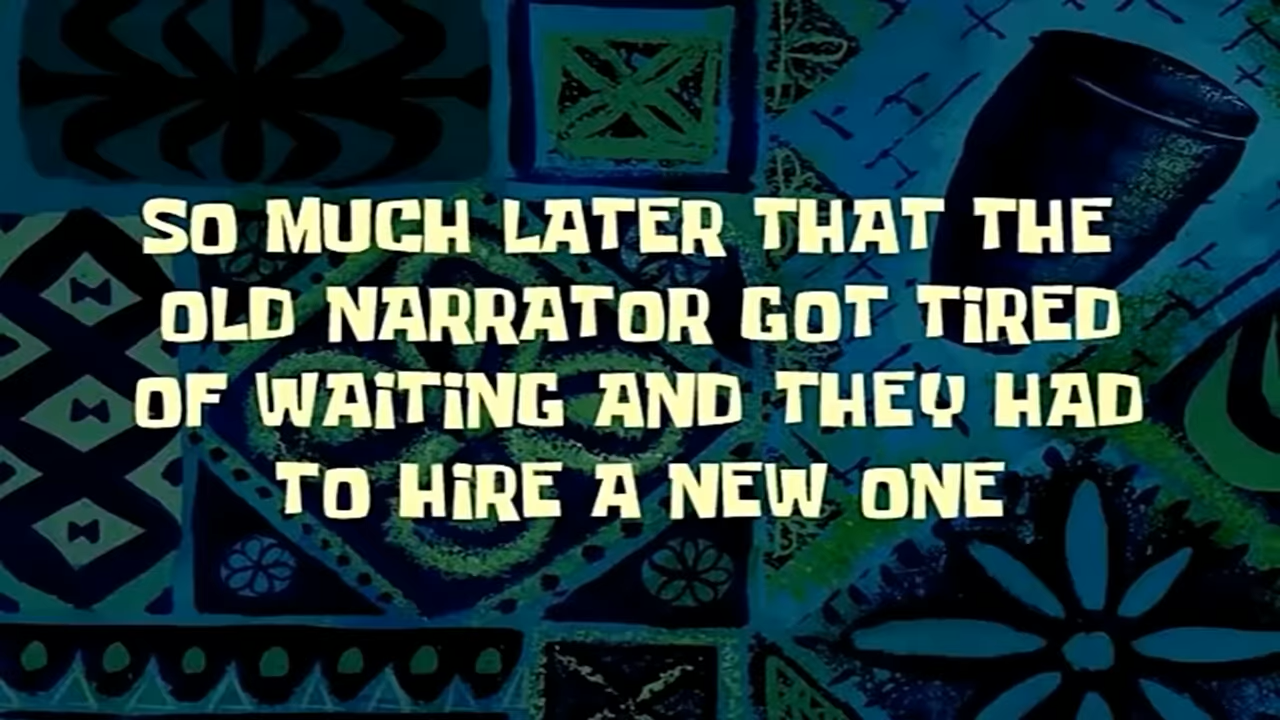 SO MUCH LATER THAT THE
OLD NARRATOR GOT TiRED
OF WAiTiNG AND THEY HAD
TO HiRE A NEW ONE